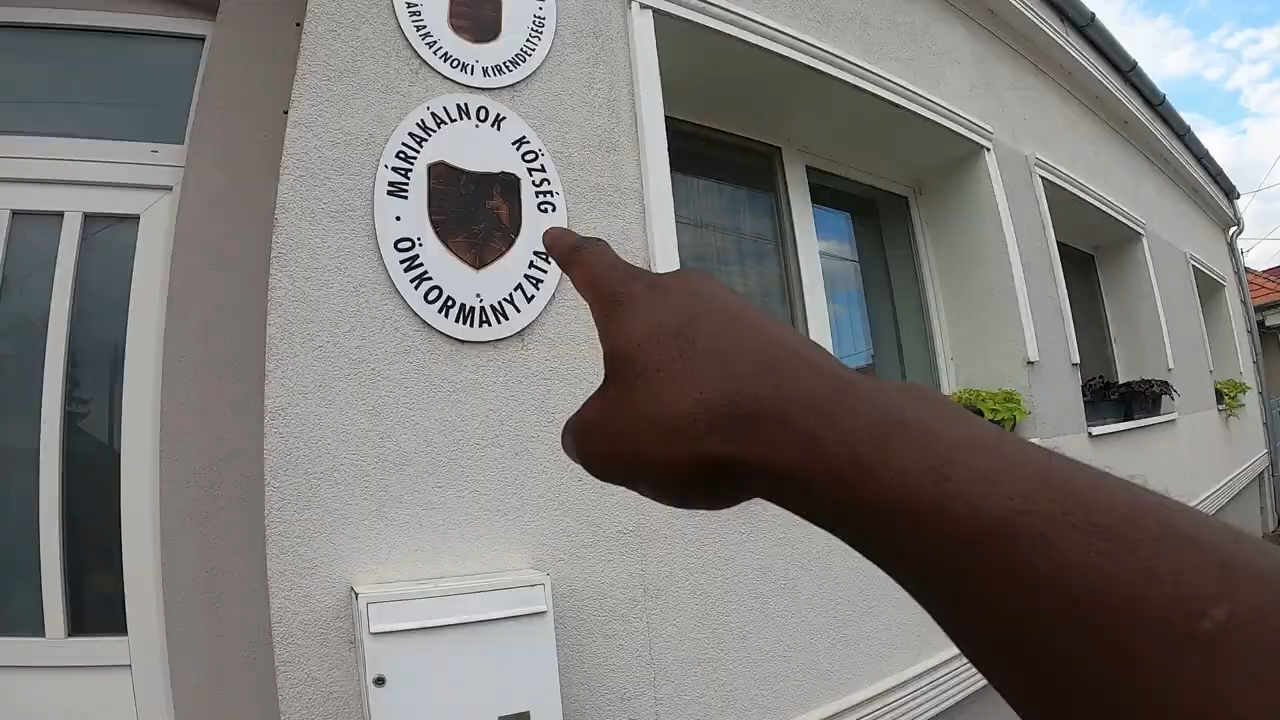 MÁRIAKÁLNOKI KIRENDELTSÉGE •
MÁRIAKÁLNOK KÖZSÉG
• ÖNKORMÁNYZATA